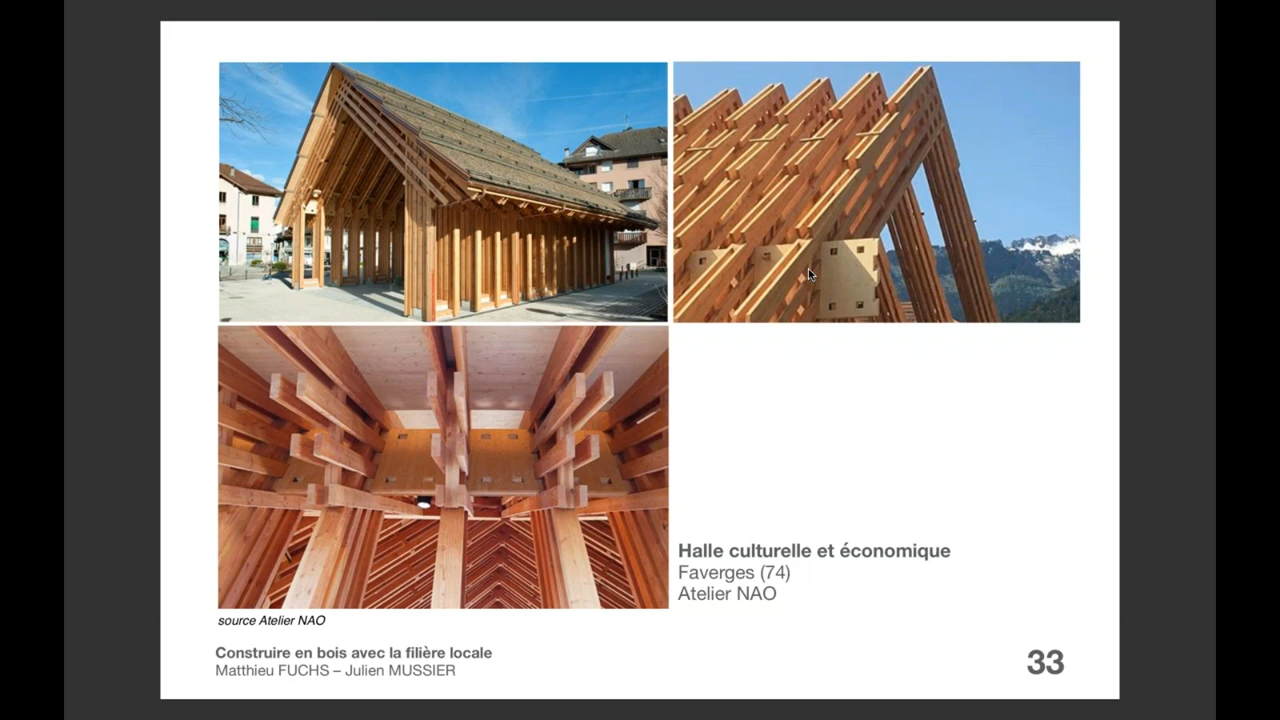 Halle culturelle et économique
Faverges (74)
Atelier NAO
source Atelier NAO
Construire en bois avec la filière locale
Matthieu FUCHS – Julien MUSSIER
33